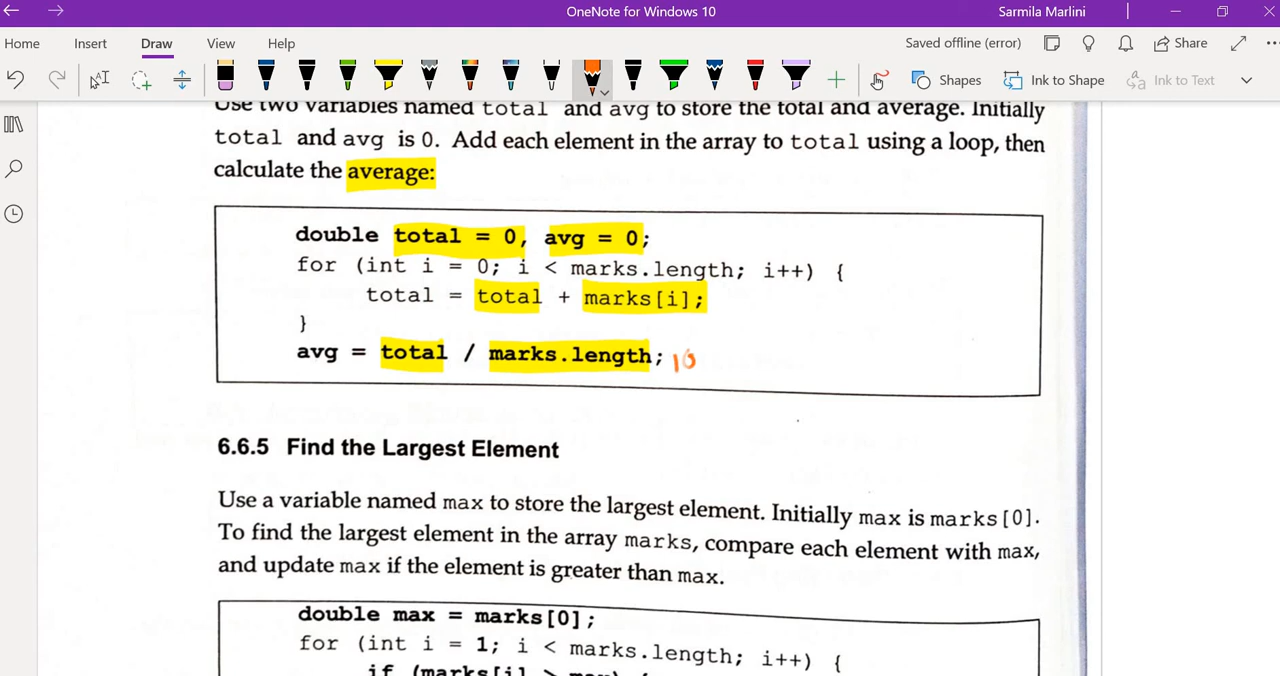 OneNote for Windows 10
Sarmila Marlini
Home Insert Draw View Help
Saved offline (error)
Share
Shapes
Ink to Shape
Ink to Text
Use two variables named total and avg to store the total and average. Initially
total and avg is 0. Add each element in the array to total using a loop, then
calculate the average:
double total = 0, avg = 0;
for (int i = 0; i < marks.length; i++) {
total = total + marks[i];
}
avg = total / marks.length; 10
6.6.5 Find the Largest Element
Use a variable named max to store the largest element. Initially max is marks[0].
To find the largest element in the array marks, compare each element with max,
and update max if the element is greater than max.
double max = marks[0];
for (int i = 1; i < marks.length; i++) {
if (marks[i] > max) {